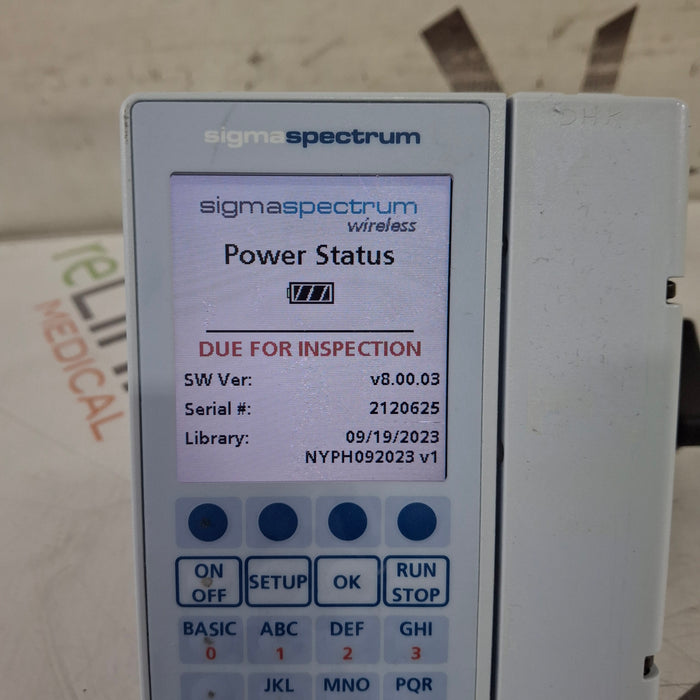 sigmaspectrum
sigmaspectrum
wireless
Power Status
DUE FOR INSPECTION
SW Ver: v8.00.03
Serial #: 2120625
Library: 09/19/2023
NYPH092023 v1
ON OFF
SETUP
OK
RUN STOP
BASIC 0
ABC 1
DEF 2
GHI 3
JKL
MNO
PQR
MEDICAL